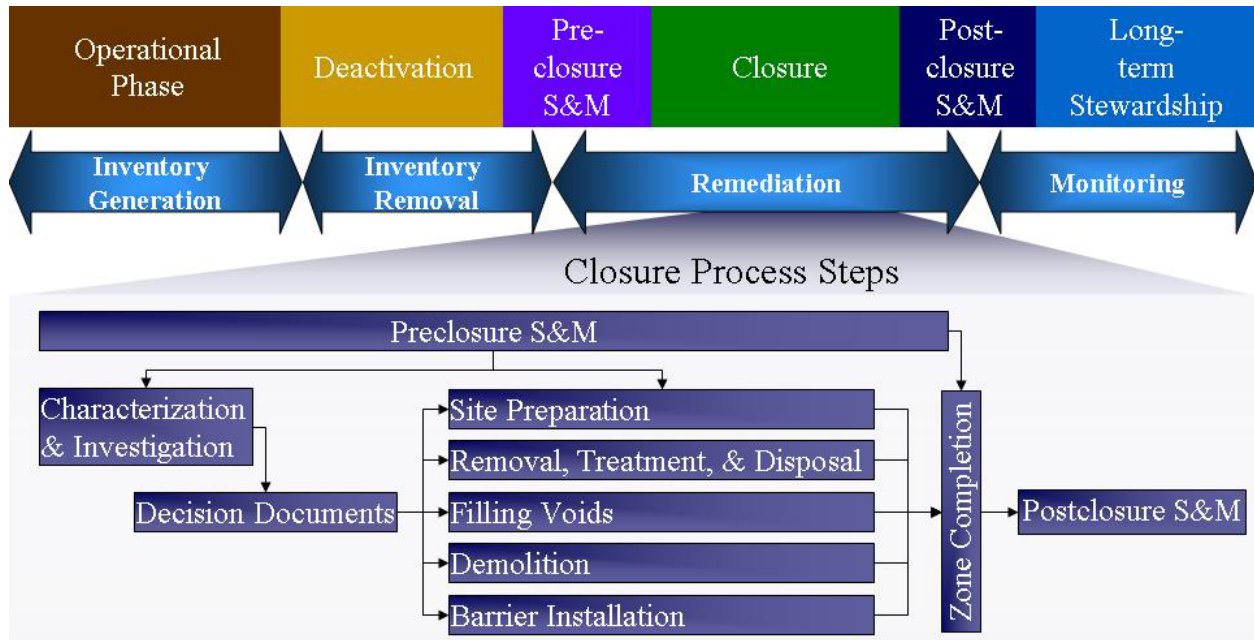 Operational
Phase
Deactivation
Pre-
closure
S&M
Closure
Post-
closure
S&M
Long-
term
Stewardship
Inventory
Generation
Inventory
Removal
Remediation
Monitoring
Closure Process Steps
Preclosure S&M
Characterization
& Investigation
Decision Documents
Site Preparation
Removal, Treatment, & Disposal
Filling Voids
Demolition
Barrier Installation
Zone Completion
Postclosure S&M